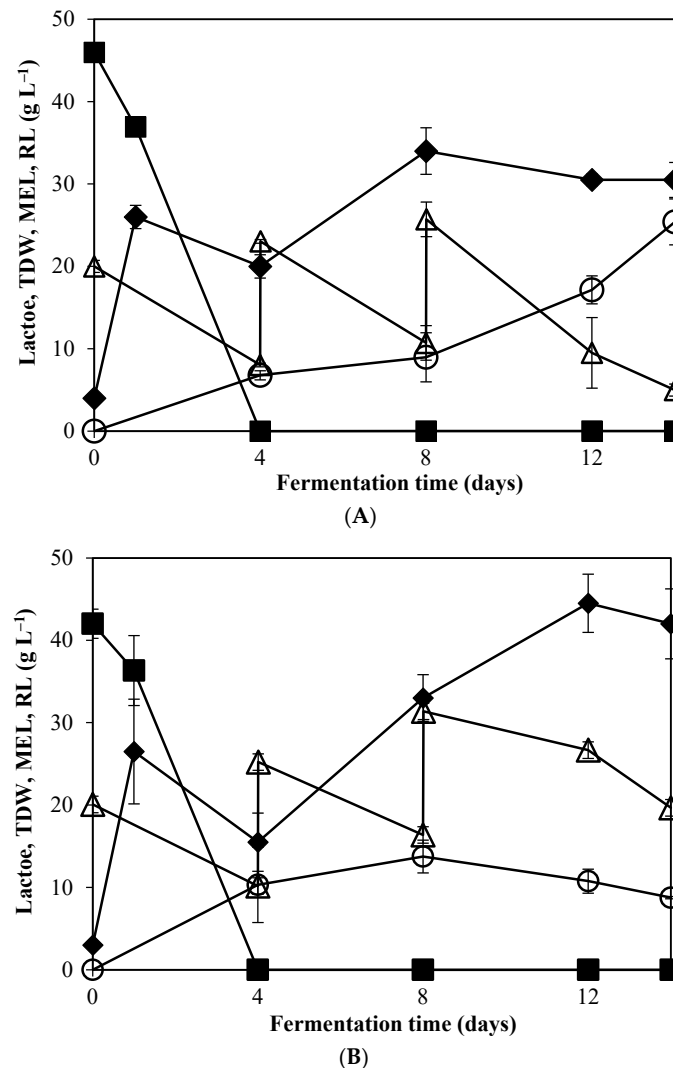 50
40
30
20
10
0
Lactoe, TDW, MEL, RL (g L⁻¹)
0 4 8 12
Fermentation time (days)
(A)
50
40
30
20
10
0
Lactoe, TDW, MEL, RL (g L⁻¹)
0 4 8 12
Fermentation time (days)
(B)